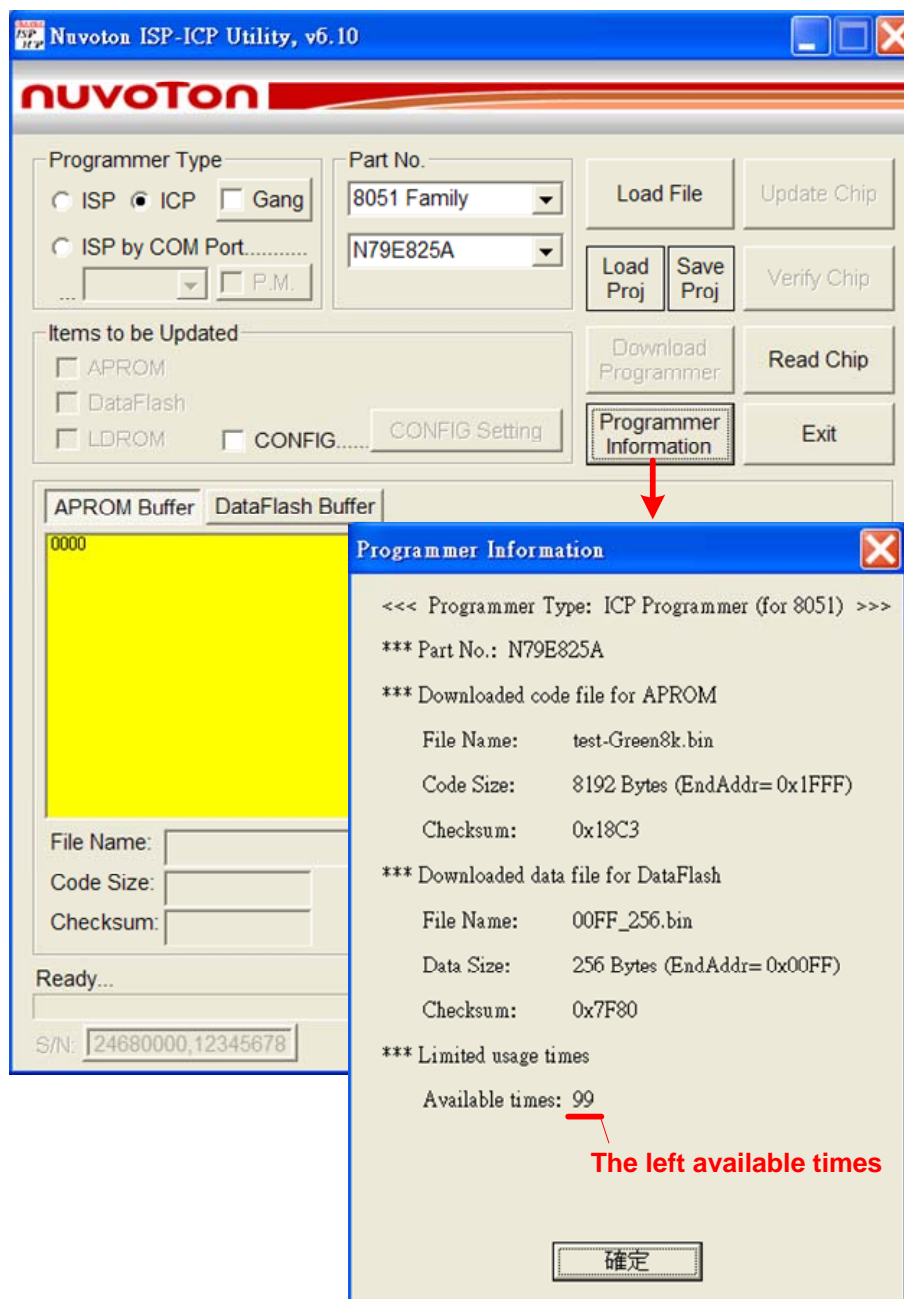 Nuvoton ISP-ICP Utility, v6.10
nuvoTon
Programmer Type
ISP ICP Gang
ISP by COM Port...........
... P.M.
Part No.
8051 Family
N79E825A
Load File
Update Chip
Load Proj
Save Proj
Verify Chip
Items to be Updated
APROM
DataFlash
LDROM CONFIG...... CONFIG Setting
Download Programmer
Read Chip
Programmer Information
Exit
APROM Buffer DataFlash Buffer
0000
File Name:
Code Size:
Checksum:
Ready...
S/N: 24680000,12345678
Programmer Information
<<< Programmer Type: ICP Programmer (for 8051) >>>
*** Part No.: N79E825A
*** Downloaded code file for APROM
File Name: test-Green8k.bin
Code Size: 8192 Bytes (EndAddr= 0x1FFF)
Checksum: 0x18C3
*** Downloaded data file for DataFlash
File Name: 00FF_256.bin
Data Size: 256 Bytes (EndAddr= 0x00FF)
Checksum: 0x7F80
*** Limited usage times
Available times: 99
The left available times
確定